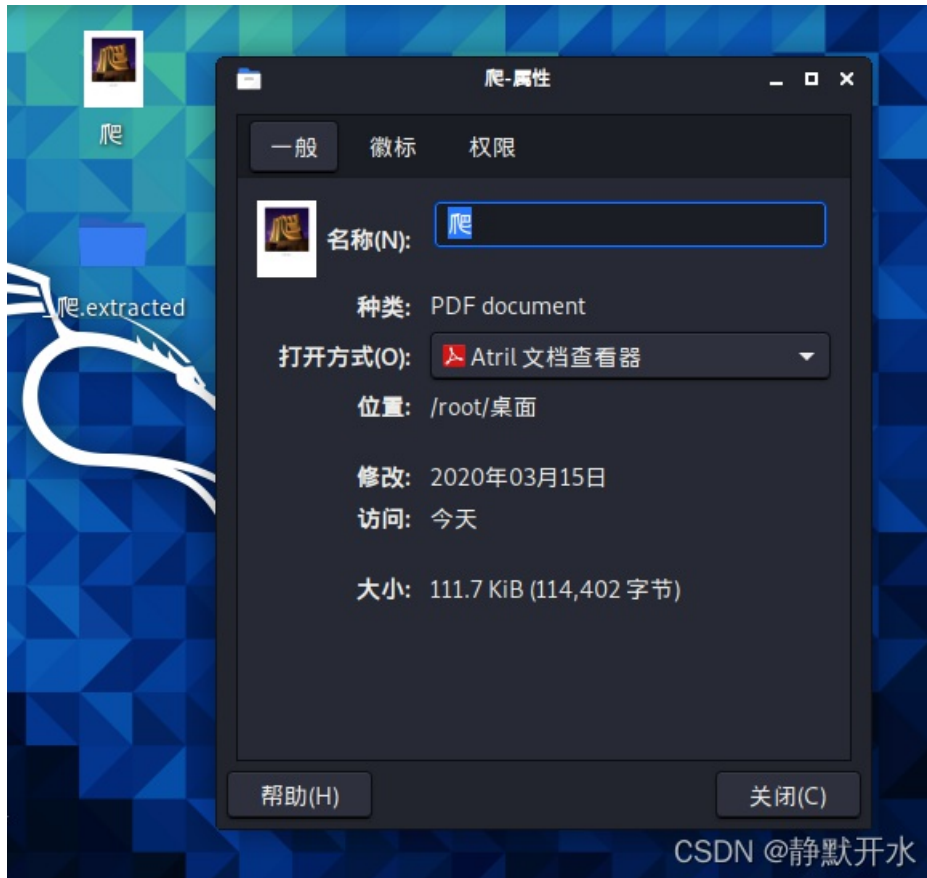 爬
_爬.extracted
爬-属性
一般 徽标 权限
名称(N): 爬
种类: PDF document
打开方式(O): Atril 文档查看器
位置: /root/桌面
修改: 2020年03月15日
访问: 今天
大小: 111.7 KiB (114,402 字节)
帮助(H) 关闭(C)
CSDN @静默开水